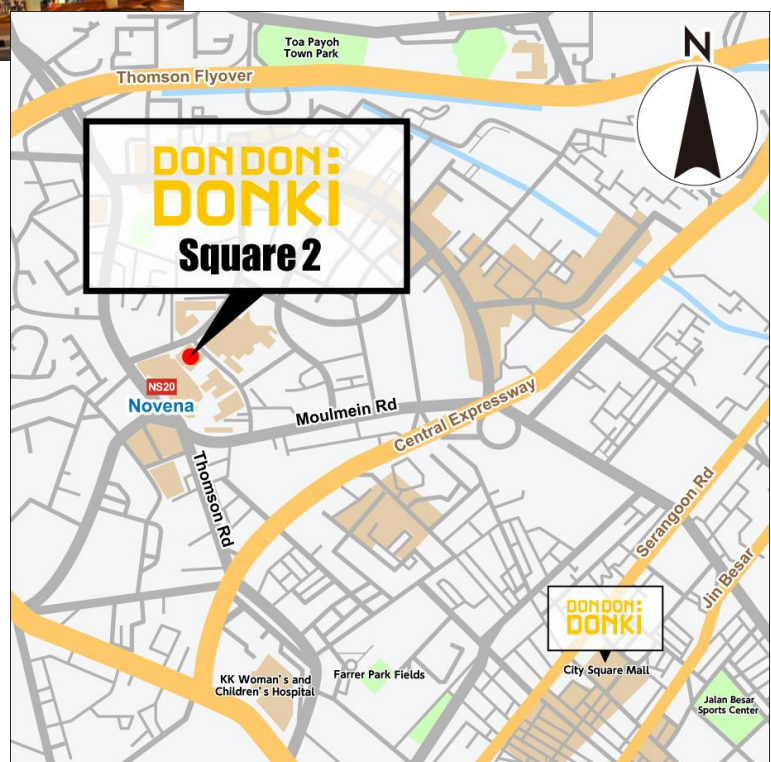 Toa Payoh
Town Park
N
Thomson Flyover
DON DON:
DONKI
Square 2
NS20
Novena
Moulmein Rd
Central Expressway
Thomson Rd
Serangoon Rd
Jin Besar
DON DON:
DONKI
City Square Mall
KK Woman's and
Children's Hospital
Farrer Park Fields
Jalan Besar
Sports Center